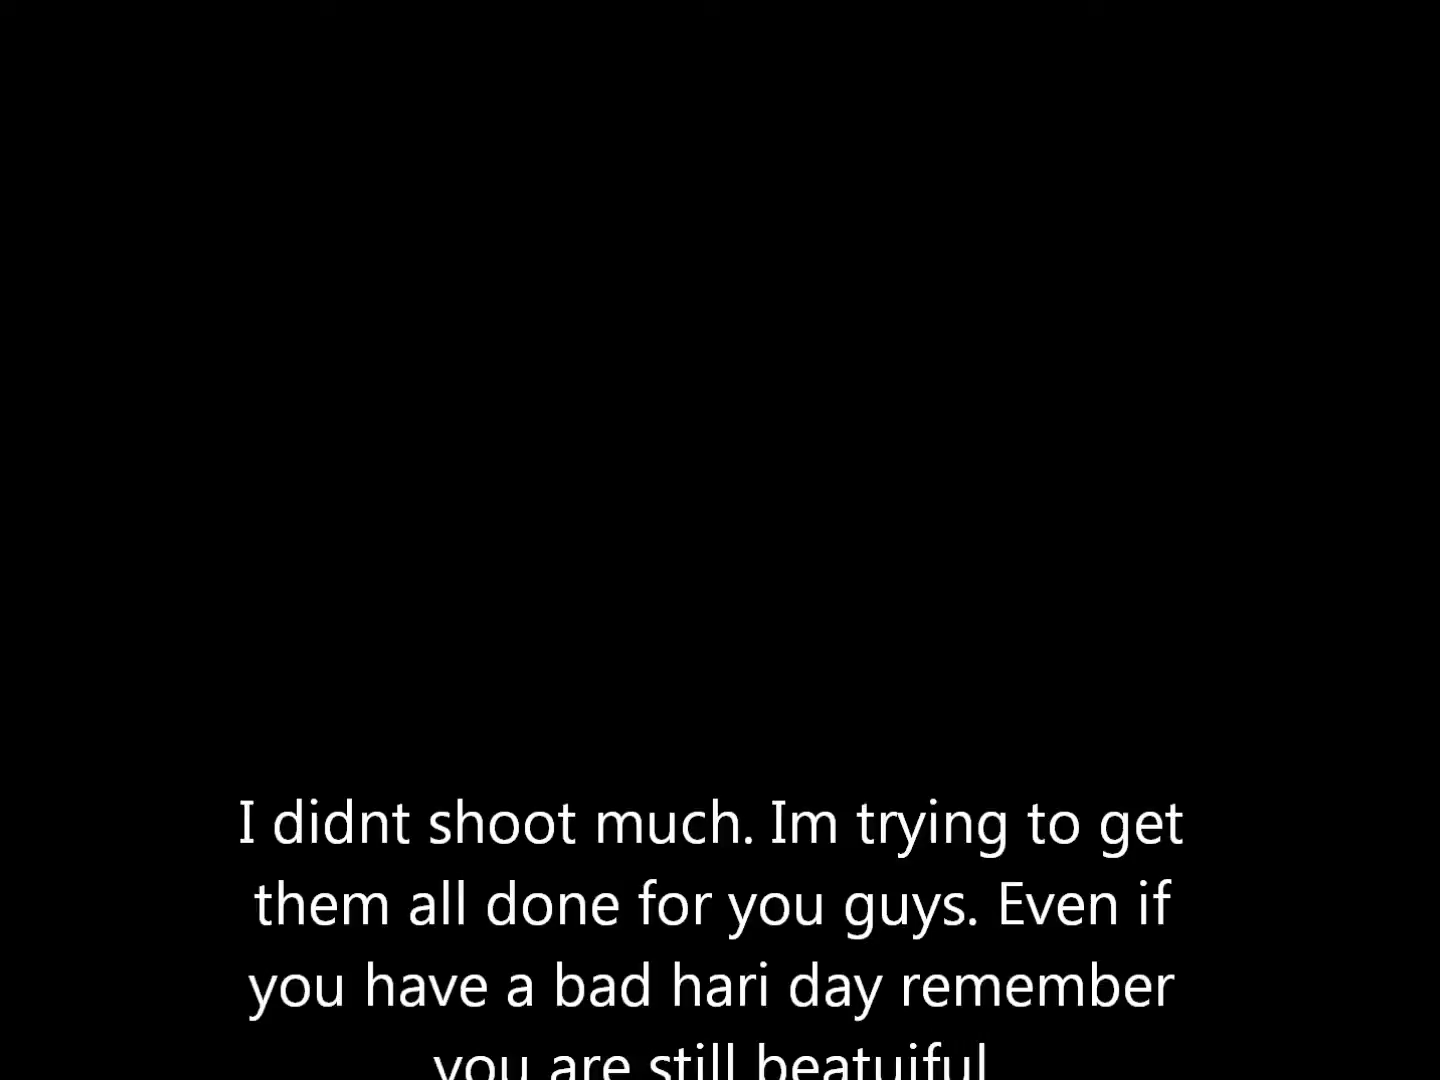 I didnt shoot much. Im trying to get
them all done for you guys. Even if
you have a bad hari day remember
you are still beatuiful